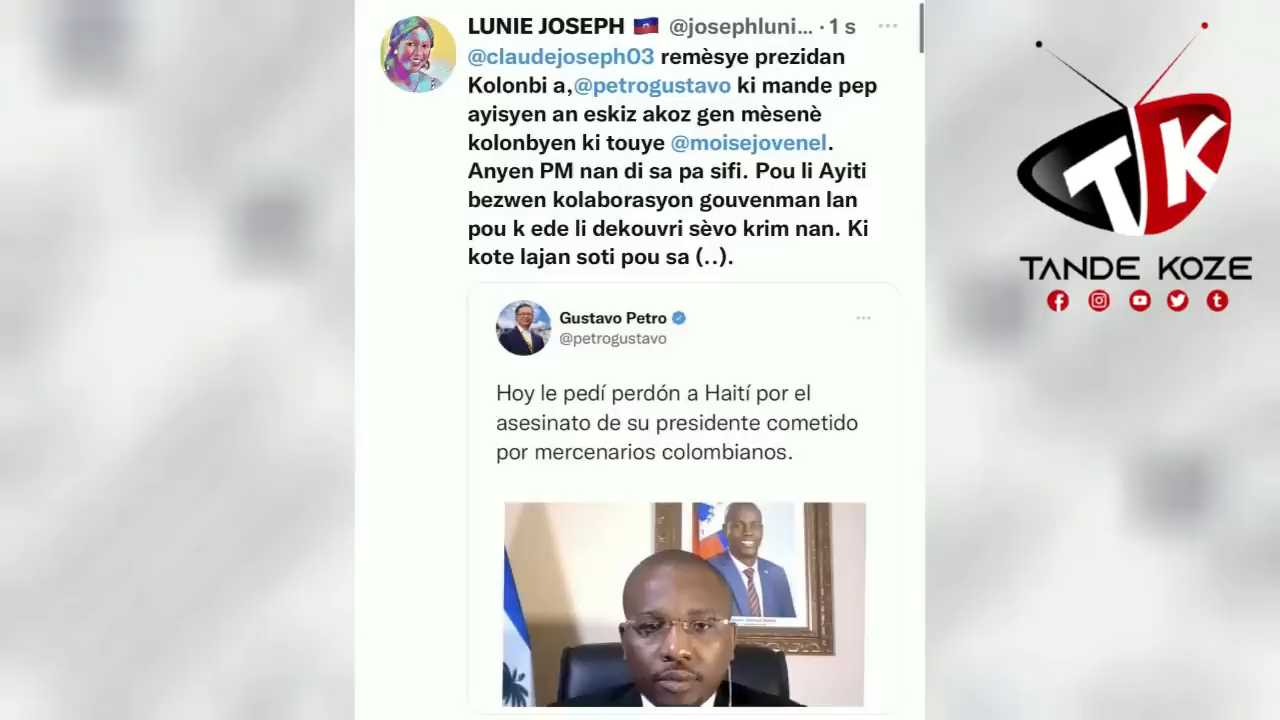 LUNIE JOSEPH 🇭🇹 @josephluni... · 1 s
@claudejoseph03 remèsye prezidan
Kolonbi a,@petrogustavo ki mande pep
ayisyen an eskiz akoz gen mèsenè
kolonbyen ki touye @moisejovenel.
Anyen PM nan di sa pa sifi. Pou li Ayiti
bezwen kolaborasyon gouvenman lan
pou k ede li dekouvri sèvo krim nan. Ki
kote lajan soti pou sa (..).
Gustavo Petro
@petrogustavo
Hoy le pedí perdón a Haití por el
asesinato de su presidente cometido
por mercenarios colombianos.
TK
TANDE KOZE